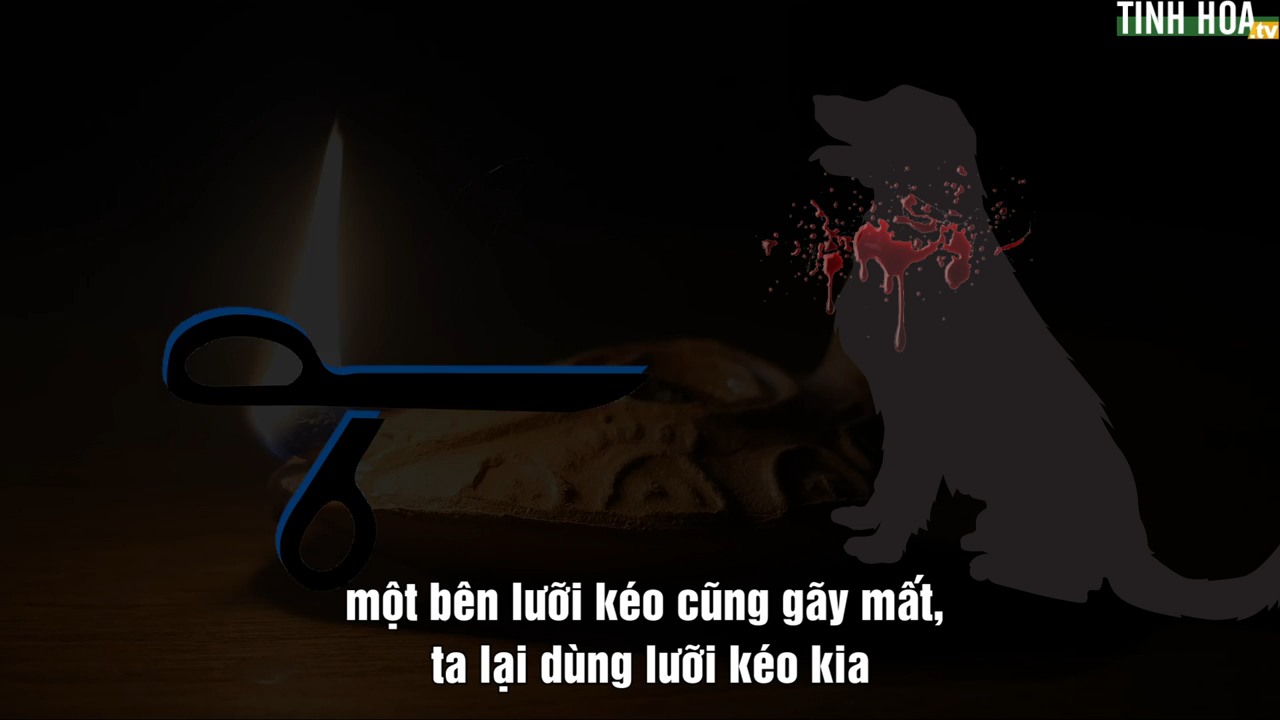 TINH HOA
.tv
một bên lưỡi kéo cũng gãy mất,
ta lại dùng lưỡi kéo kia